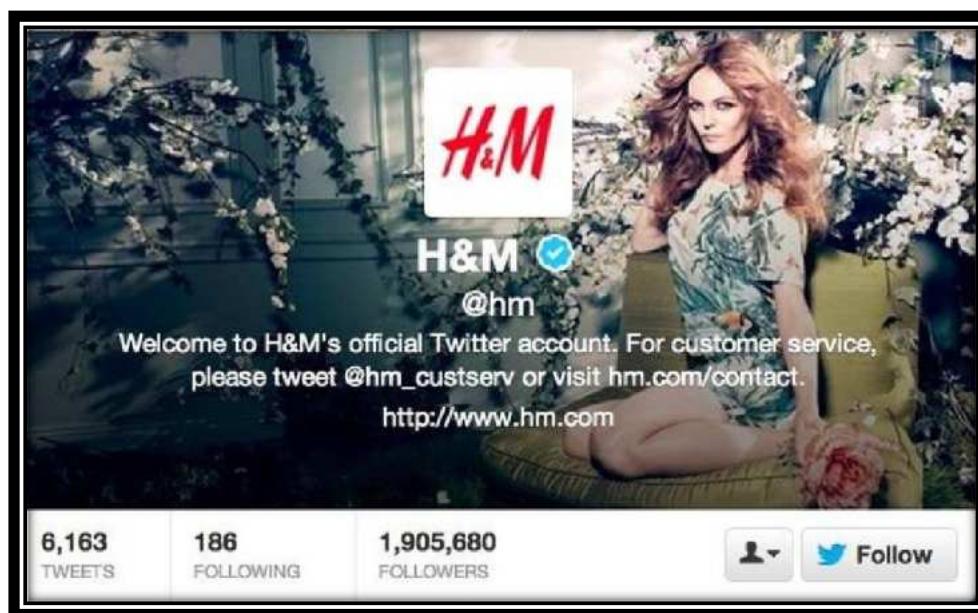 H&M
H&M
@hm
Welcome to H&M's official Twitter account. For customer service,
please tweet @hm_custserv or visit hm.com/contact.
http://www.hm.com
6,163 186 1,905,680 Follow
TWEETS FOLLOWING FOLLOWERS